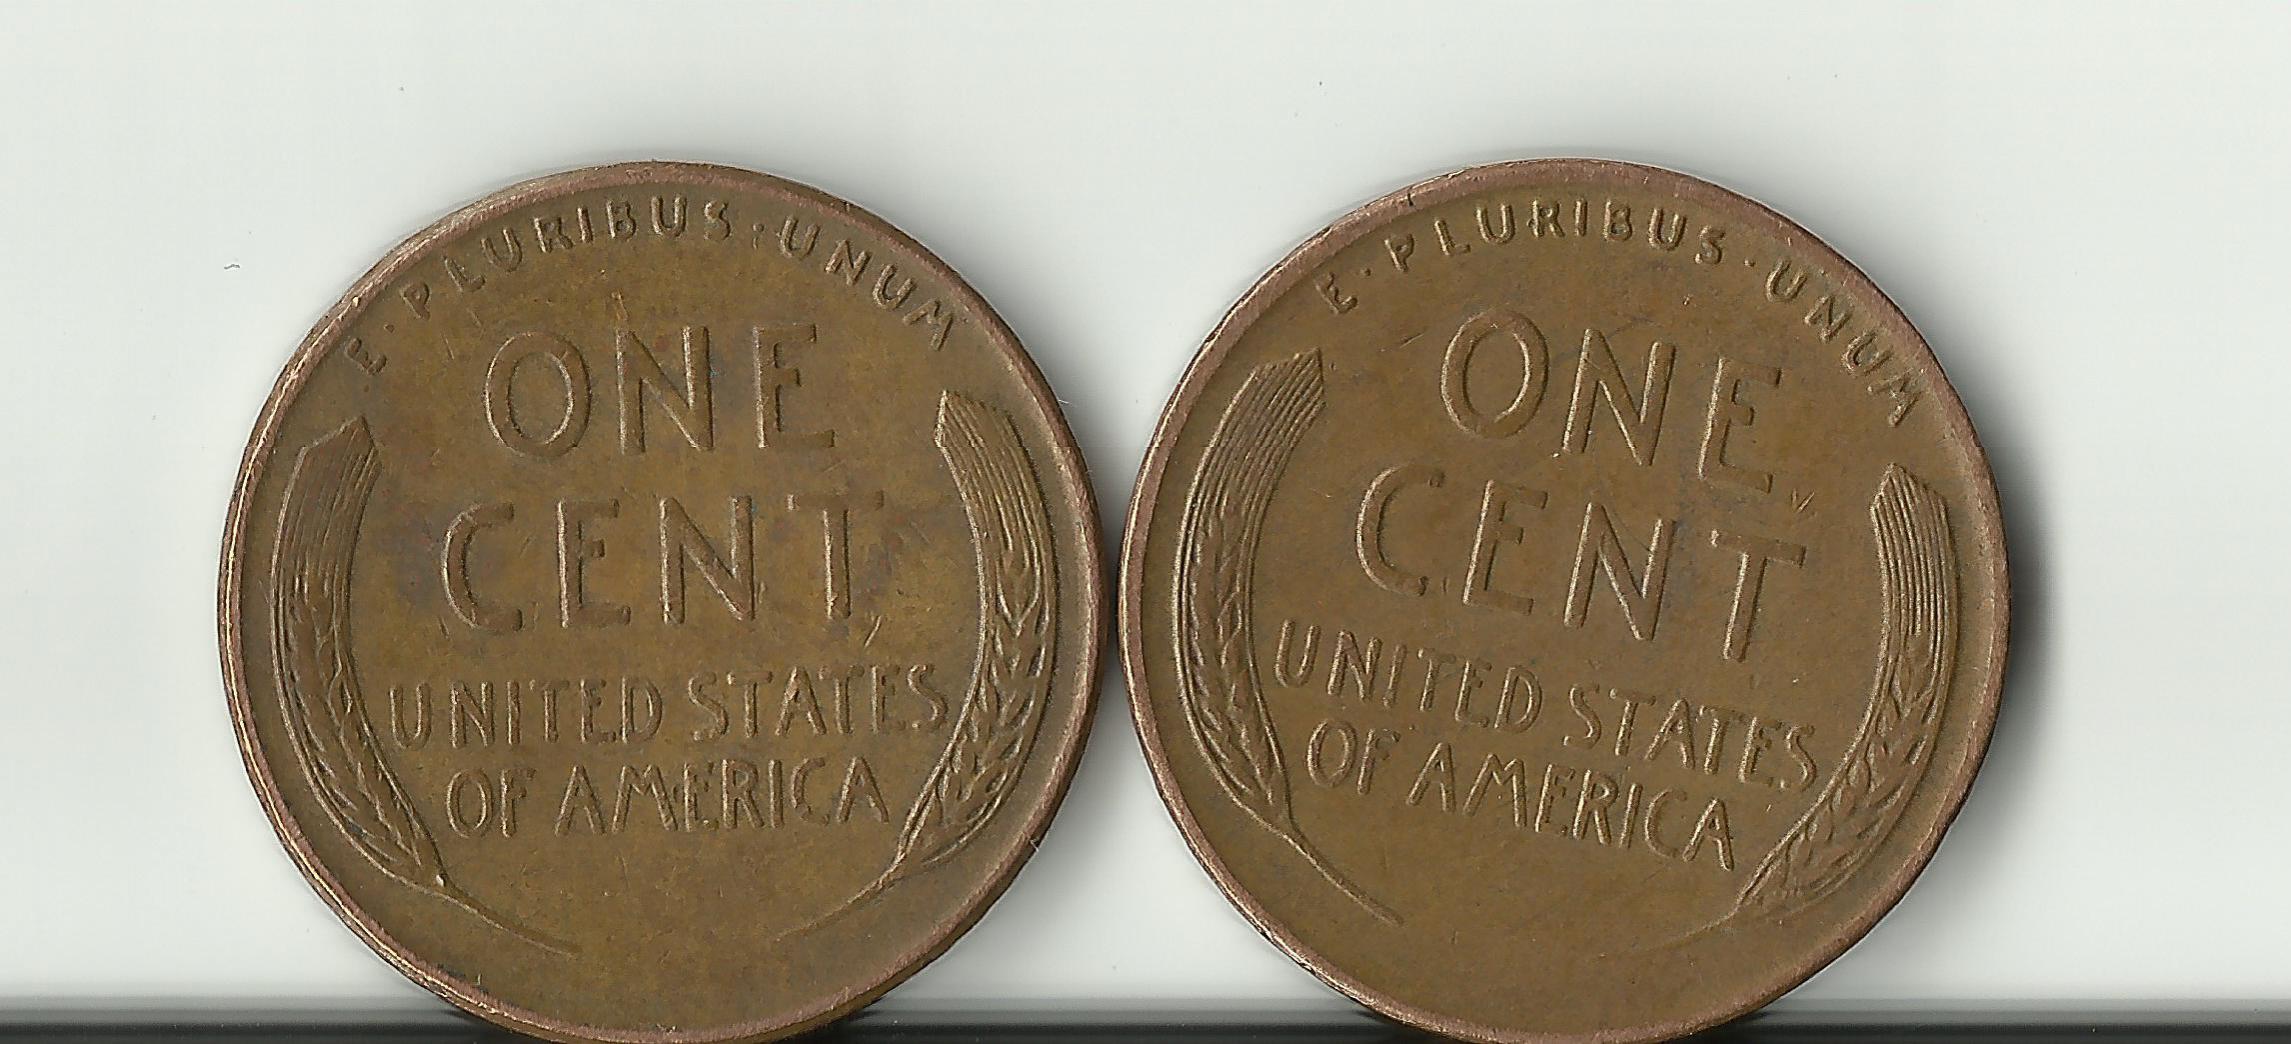 E·PLURIBUS·UNUM
ONE
CENT
UNITED STATES
OF AMERICA
E·PLURIBUS·UNUM
ONE
CENT
UNITED STATES
OF AMERICA